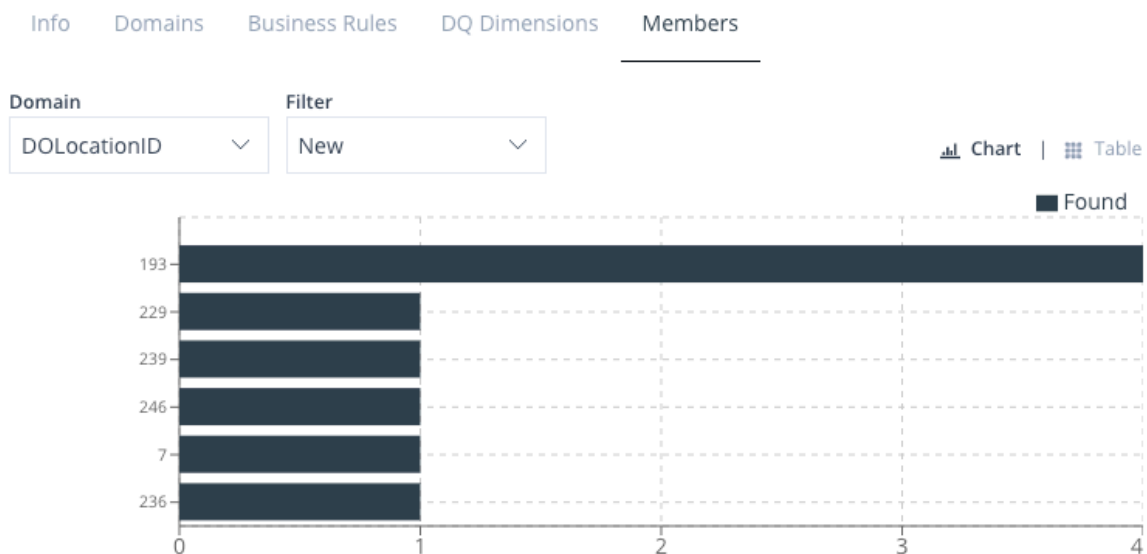 Info Domains Business Rules DQ Dimensions Members
Domain Filter
DOLocationID New
Chart | Table
Found
193
229
239
246
7
236
0 1 2 3 4